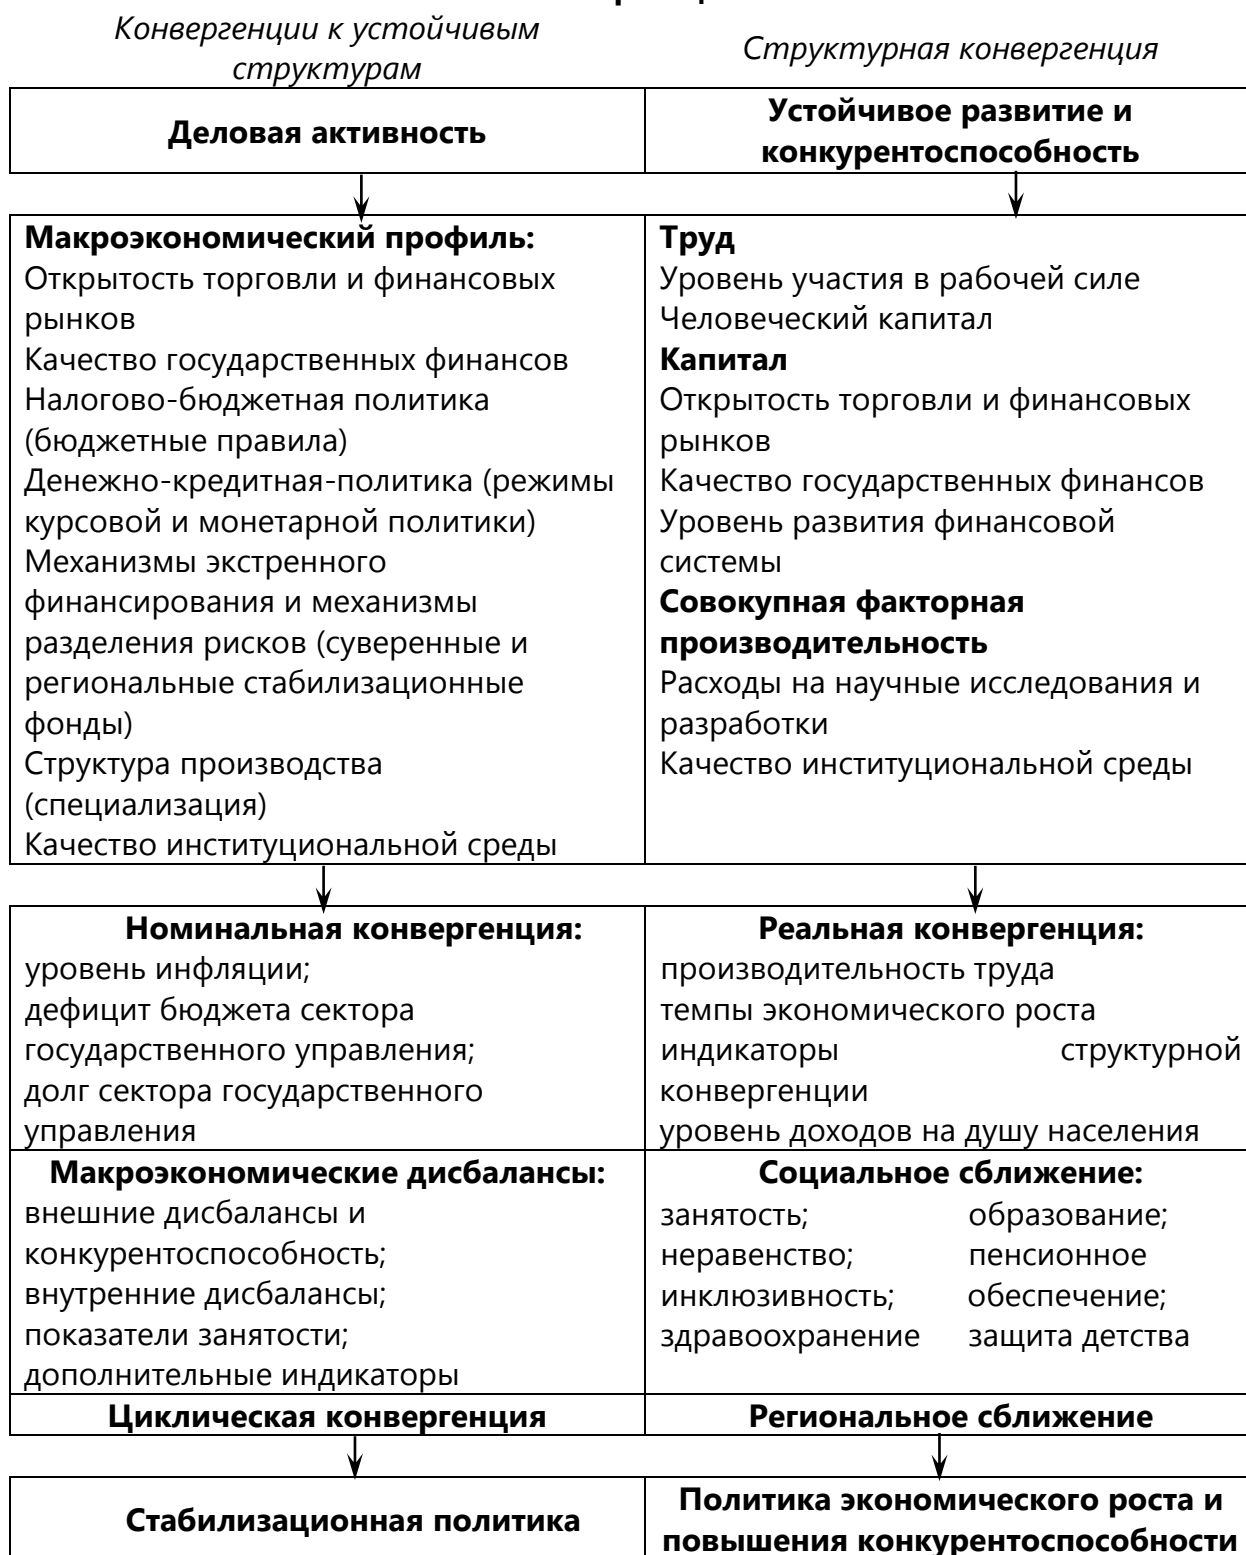 Конвергенции к устойчивым
структурам
Структурная конвергенция
Деловая активность
Устойчивое развитие и
конкурентоспособность
Макроэкономический профиль:
Открытость торговли и финансовых
рынков
Качество государственных финансов
Налогово-бюджетная политика
(бюджетные правила)
Денежно-кредитная-политика (режимы
курсовой и монетарной политики)
Механизмы экстренного
финансирования и механизмы
разделения рисков (суверенные и
региональные стабилизационные
фонды)
Структура производства
(специализация)
Качество институциональной среды
Труд
Уровень участия в рабочей силе
Человеческий капитал
Капитал
Открытость торговли и финансовых
рынков
Качество государственных финансов
Уровень развития финансовой
системы
Совокупная факторная
производительность
Расходы на научные исследования и
разработки
Качество институциональной среды
Номинальная конвергенция:
уровень инфляции;
дефицит бюджета сектора
государственного управления;
долг сектора государственного
управления
Реальная конвергенция:
производительность труда
темпы экономического роста
индикаторы структурной
конвергенции
уровень доходов на душу населения
Макроэкономические дисбалансы:
внешние дисбалансы и
конкурентоспособность;
внутренние дисбалансы;
показатели занятости;
дополнительные индикаторы
Социальное сближение:
занятость;
неравенство;
инклюзивность;
здравоохранение
образование;
пенсионное
обеспечение;
защита детства
Циклическая конвергенция
Региональное сближение
Стабилизационная политика
Политика экономического роста и
повышения конкурентоспособности